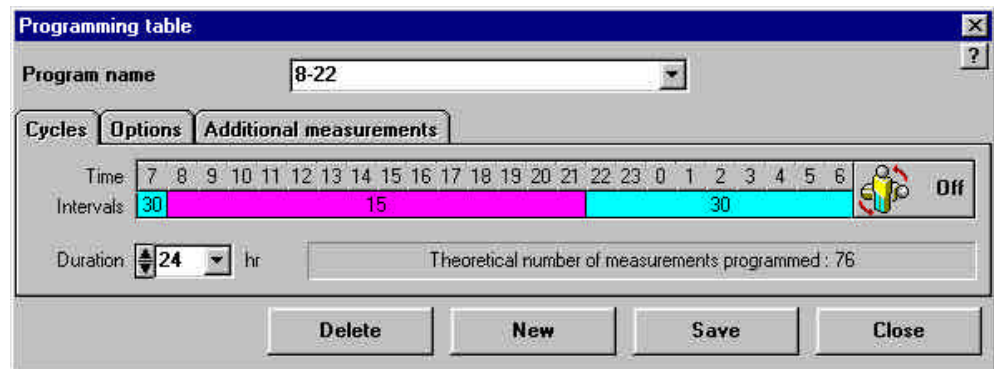 Programming table
?
Program name 8-22
Cycles Options Additional measurements
Time 7 8 9 10 11 12 13 14 15 16 17 18 19 20 21 22 23 0 1 2 3 4 5 6 Off
Intervals 30 15 30
Duration 24 hr Theoretical number of measurements programmed : 76
Delete New Save Close